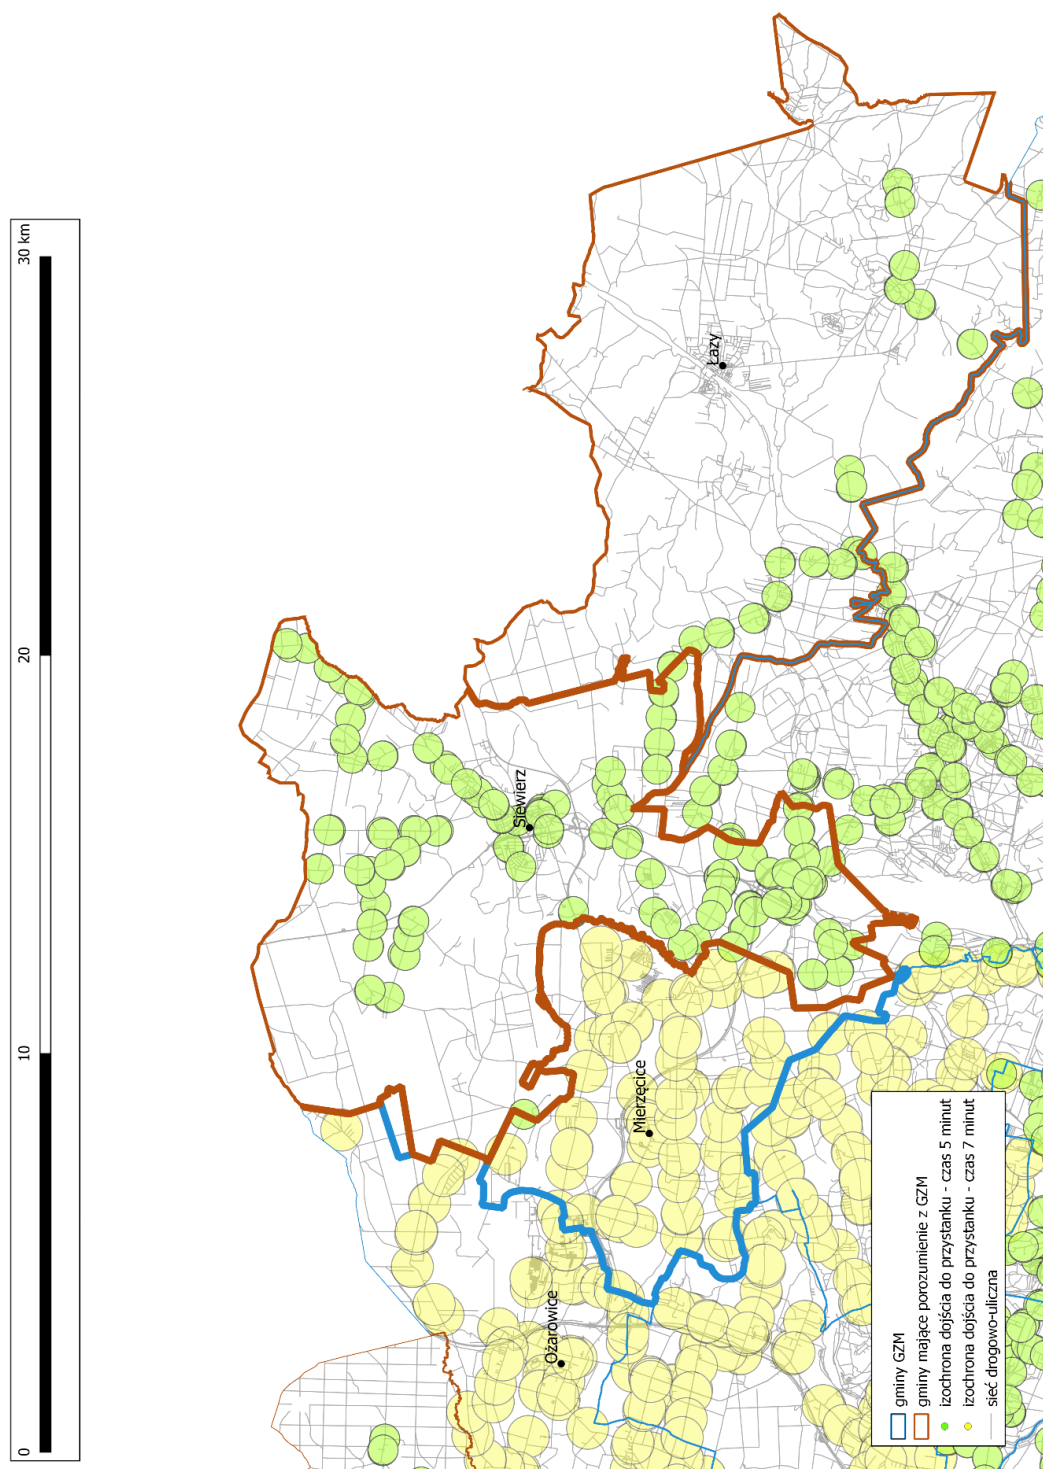 0
10
20
30 km
Siewierz
Łazy
Mierzęcice
Ożarowice
gminy GZM
gminy mające porozumienie z GZM
izochrona dojścia do przystanku - czas 5 minut
izochrona dojścia do przystanku - czas 7 minut
sieć drogowo-uliczna